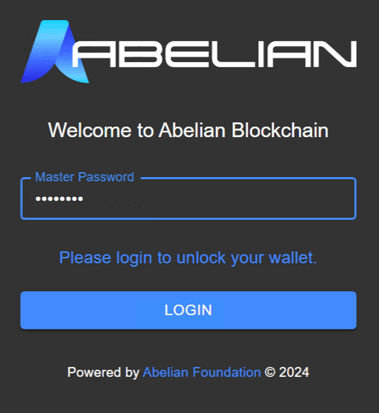 ABELIAN
Welcome to Abelian Blockchain
Master Password
••••••••
Please login to unlock your wallet.
LOGIN
Powered by Abelian Foundation © 2024